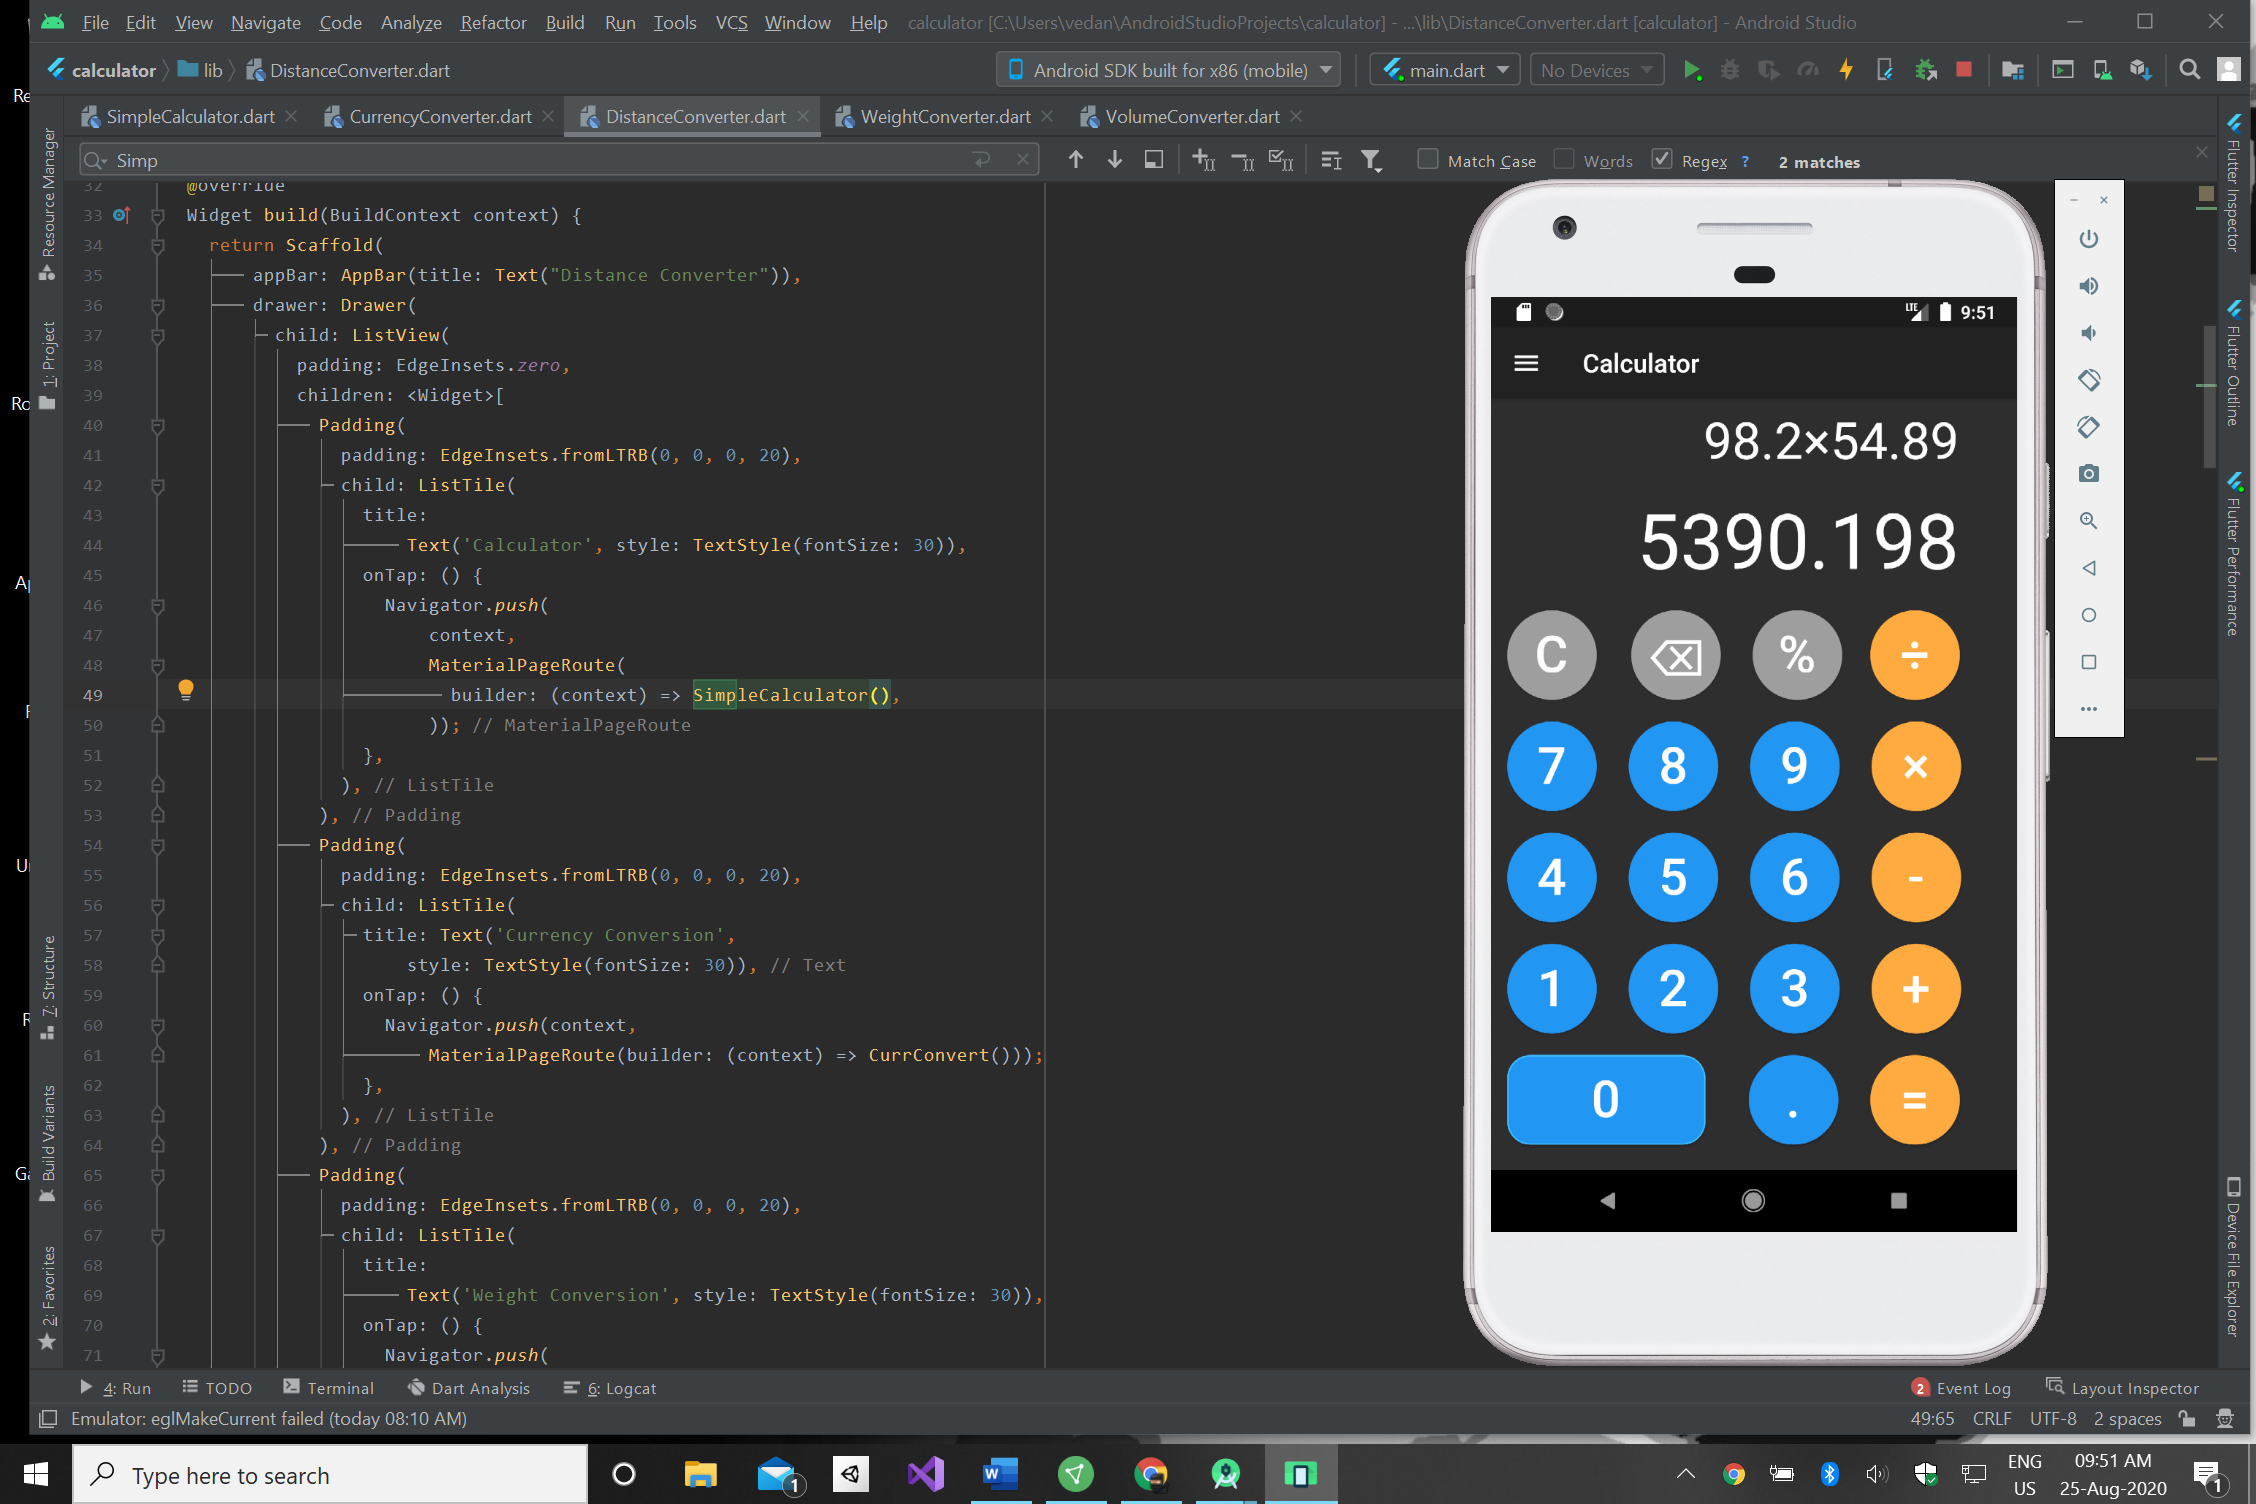 File Edit View Navigate Code Analyze Refactor Build Run Tools VCS Window Help calculator [C:\Users\vedan\AndroidStudioProjects\calculator] - ...\lib\DistanceConverter.dart [calculator] - Android Studio
calculator lib DistanceConverter.dart Android SDK built for x86 (mobile) main.dart No Devices
SimpleCalculator.dart CurrencyConverter.dart DistanceConverter.dart WeightConverter.dart VolumeConverter.dart
Simp Match Case Words Regex ? 2 matches
32 @override
33 Widget build(BuildContext context) {
34 return Scaffold(
35 appBar: AppBar(title: Text("Distance Converter")),
36 drawer: Drawer(
37 child: ListView(
38 padding: EdgeInsets.zero,
39 children: <Widget>[
40 Padding(
41 padding: EdgeInsets.fromLTRB(0, 0, 0, 20),
42 child: ListTile(
43 title:
44 Text('Calculator', style: TextStyle(fontSize: 30)),
45 onTap: () {
46 Navigator.push(
47 context,
48 MaterialPageRoute(
49 builder: (context) => SimpleCalculator(),
50 )); // MaterialPageRoute
51 },
52 ), // ListTile
53 ), // Padding
54 Padding(
55 padding: EdgeInsets.fromLTRB(0, 0, 0, 20),
56 child: ListTile(
57 title: Text('Currency Conversion',
58 style: TextStyle(fontSize: 30)), // Text
59 onTap: () {
60 Navigator.push(context,
61 MaterialPageRoute(builder: (context) => CurrConvert()));
62 },
63 ), // ListTile
64 ), // Padding
65 Padding(
66 padding: EdgeInsets.fromLTRB(0, 0, 0, 20),
67 child: ListTile(
68 title:
69 Text('Weight Conversion', style: TextStyle(fontSize: 30)),
70 onTap: () {
71 Navigator.push(
Resource Manager
1: Project
7: Structure
Build Variants
2: Favorites
Re
Ro
Ga
LTE 9:51
Calculator
98.2×54.89
5390.198
C % ÷
7 8 9 ×
4 5 6 -
1 2 3 +
0 . =
Flutter Inspector
Flutter Outline
Flutter Performance
Device File Explorer
4: Run TODO Terminal Dart Analysis 6: Logcat 2 Event Log Layout Inspector
Emulator: eglMakeCurrent failed (today 08:10 AM) 49:65 CRLF UTF-8 2 spaces
Type here to search
1
W
ENG
US
09:51 AM
25-Aug-2020
1